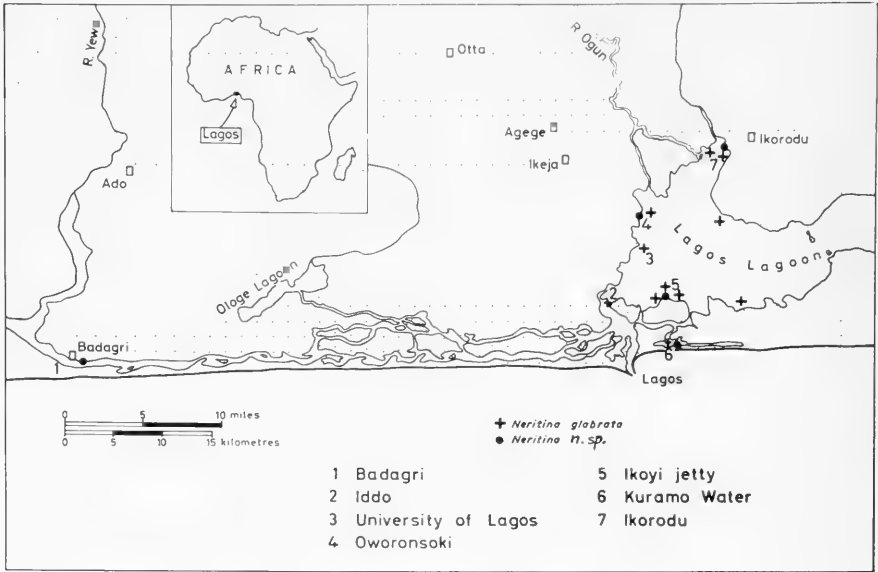 R. Yew
AFRICA
Lagos
Otta
R. Ogun
Agege
Ikeja
Ikorodu
7
Ado
4
3
Lagos Lagoon
Ologe Lagoon
5
2
Badagri
1
6
Lagos
0 5 10 miles
0 5 10 15 kilometres
+ Neritina glabrata
● Neritina n.sp.
1 Badagri
2 Iddo
3 University of Lagos
4 Oworonsoki
5 Ikoyi jetty
6 Kuramo Water
7 Ikorodu